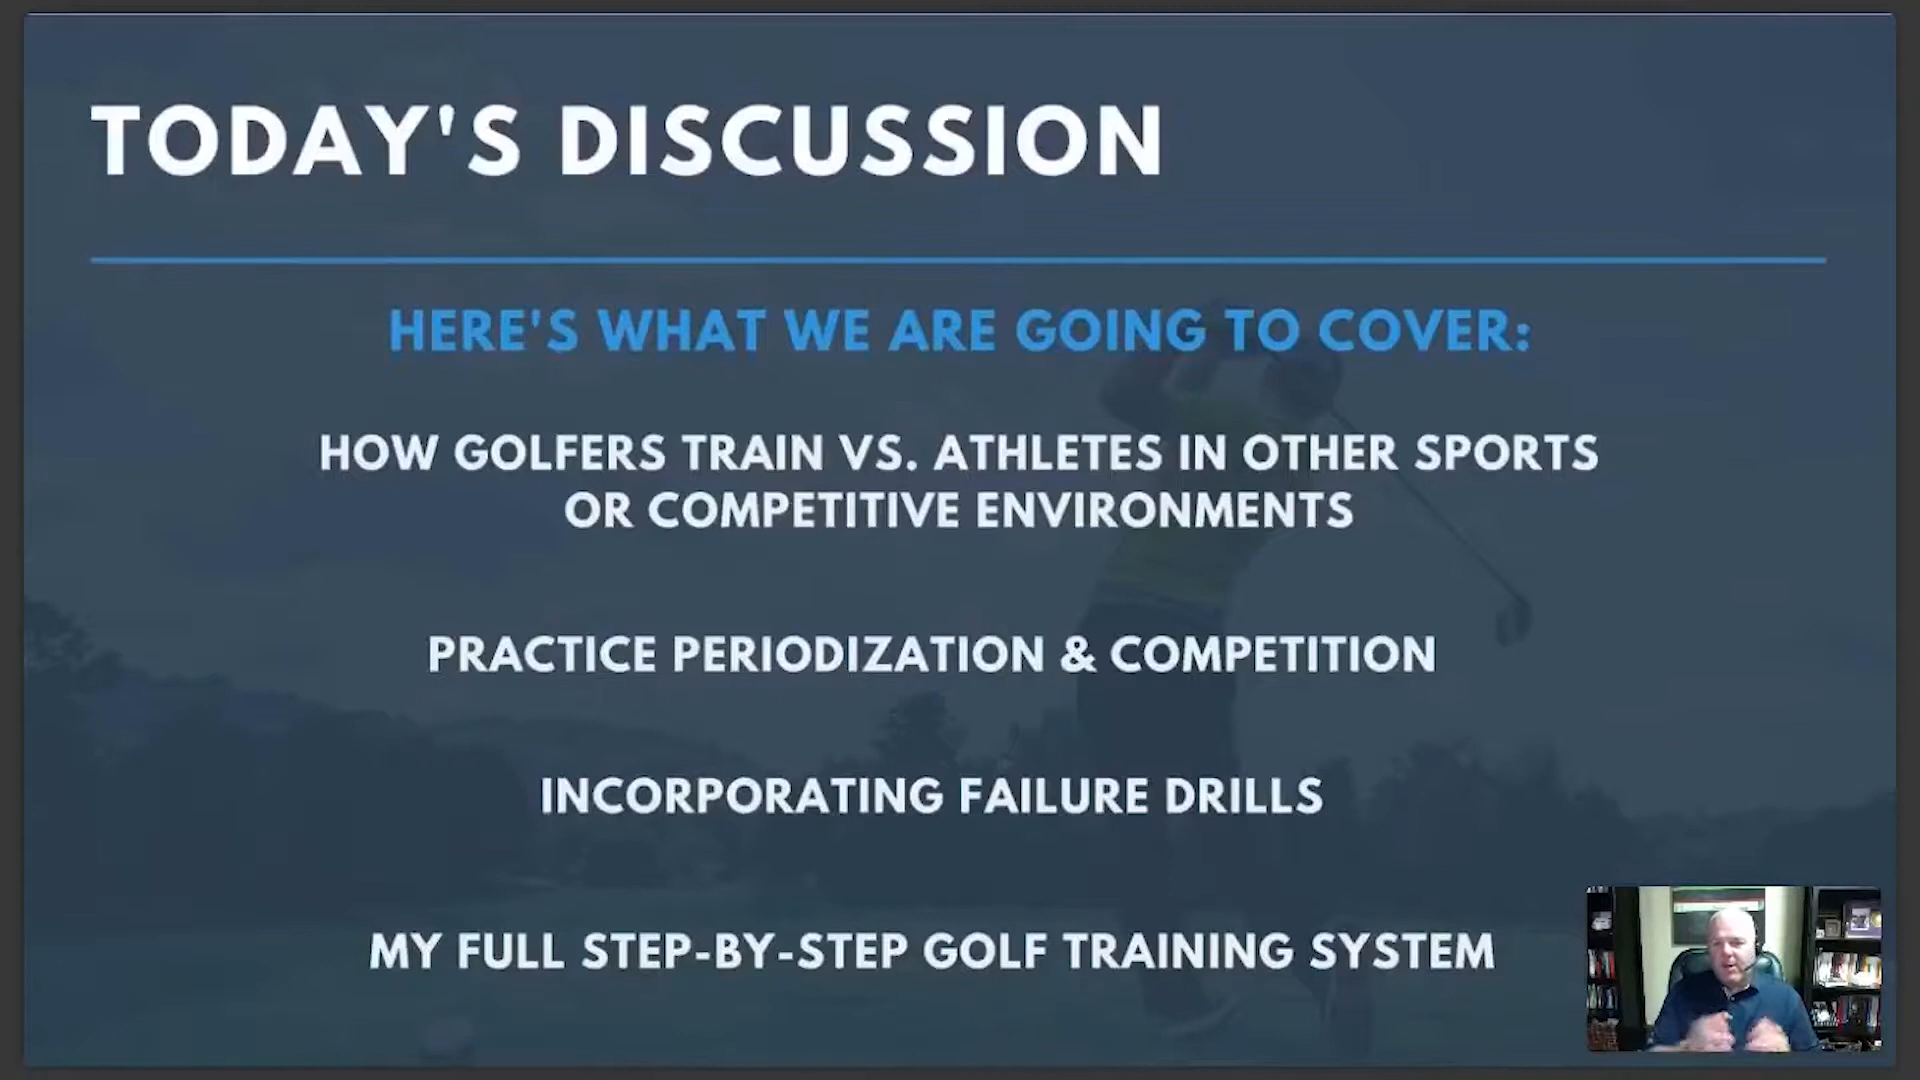 TODAY'S DISCUSSION
HERE'S WHAT WE ARE GOING TO COVER:
HOW GOLFERS TRAIN VS. ATHLETES IN OTHER SPORTS
OR COMPETITIVE ENVIRONMENTS
PRACTICE PERIODIZATION & COMPETITION
INCORPORATING FAILURE DRILLS
MY FULL STEP-BY-STEP GOLF TRAINING SYSTEM